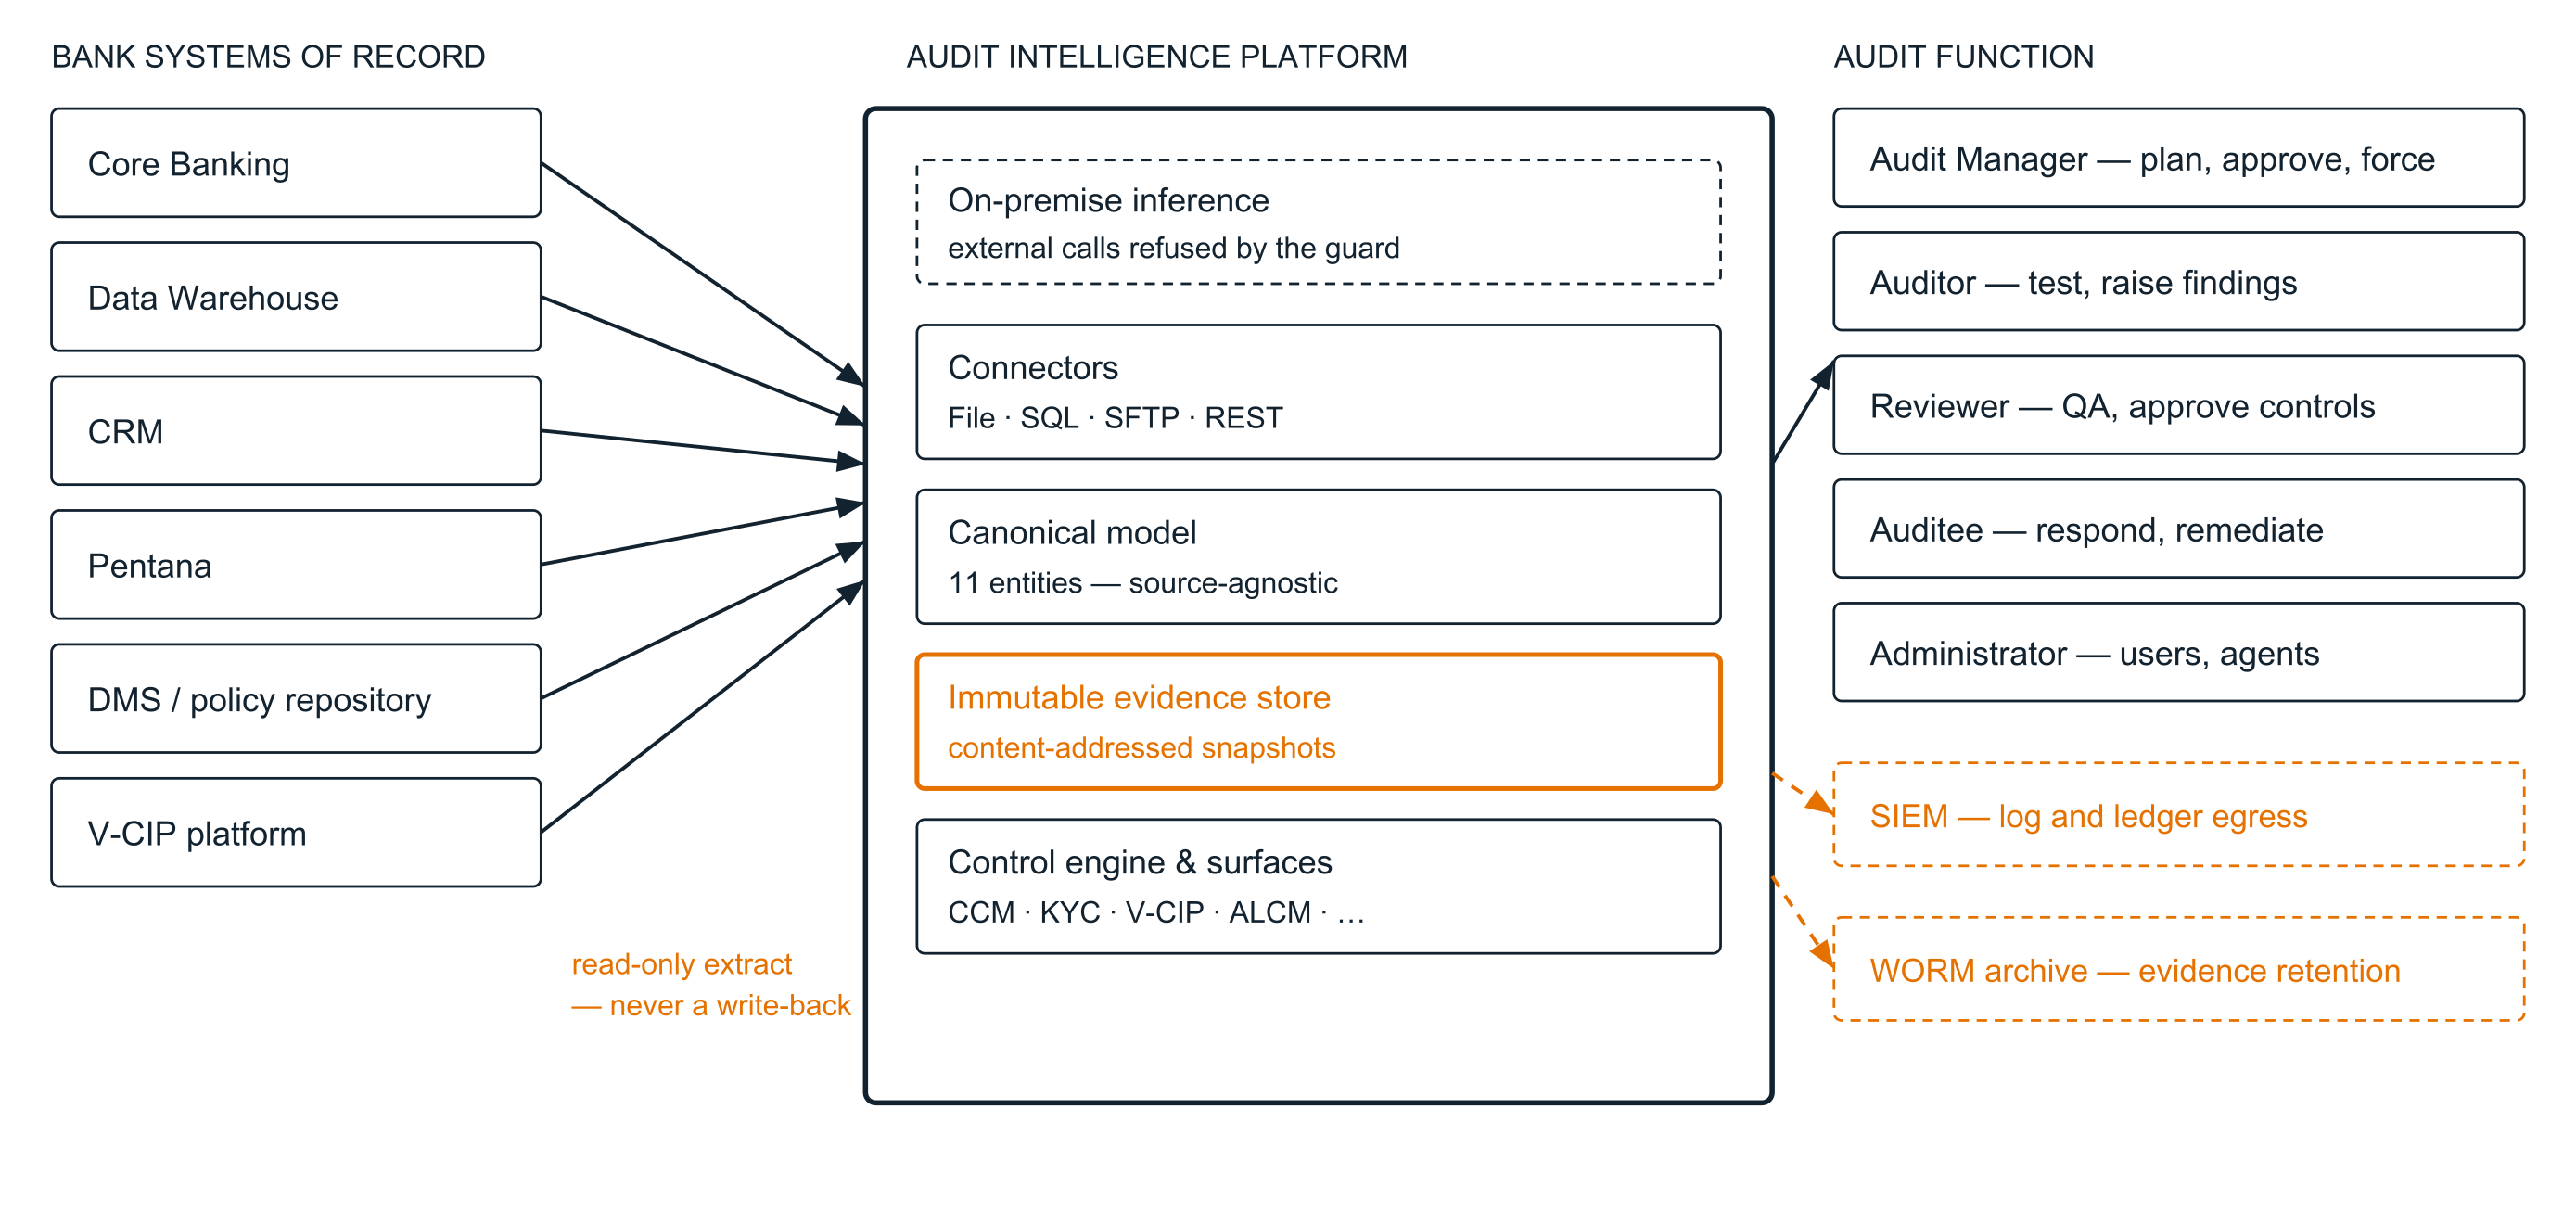 BANK SYSTEMS OF RECORD
Core Banking
Data Warehouse
CRM
Pentana
DMS / policy repository
V-CIP platform
read-only extract
— never a write-back
AUDIT INTELLIGENCE PLATFORM
On-premise inference
external calls refused by the guard
Connectors
File · SQL · SFTP · REST
Canonical model
11 entities — source-agnostic
Immutable evidence store
content-addressed snapshots
Control engine & surfaces
CCM · KYC · V-CIP · ALCM · …
AUDIT FUNCTION
Audit Manager — plan, approve, force
Auditor — test, raise findings
Reviewer — QA, approve controls
Auditee — respond, remediate
Administrator — users, agents
SIEM — log and ledger egress
WORM archive — evidence retention